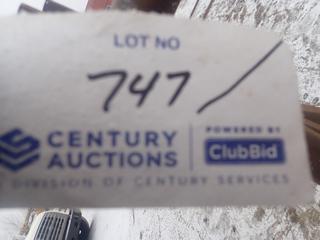 LOT NO
747/
CENTURY AUCTIONS
POWERED BY
ClubBid
A DIVISION OF CENTURY SERVICES